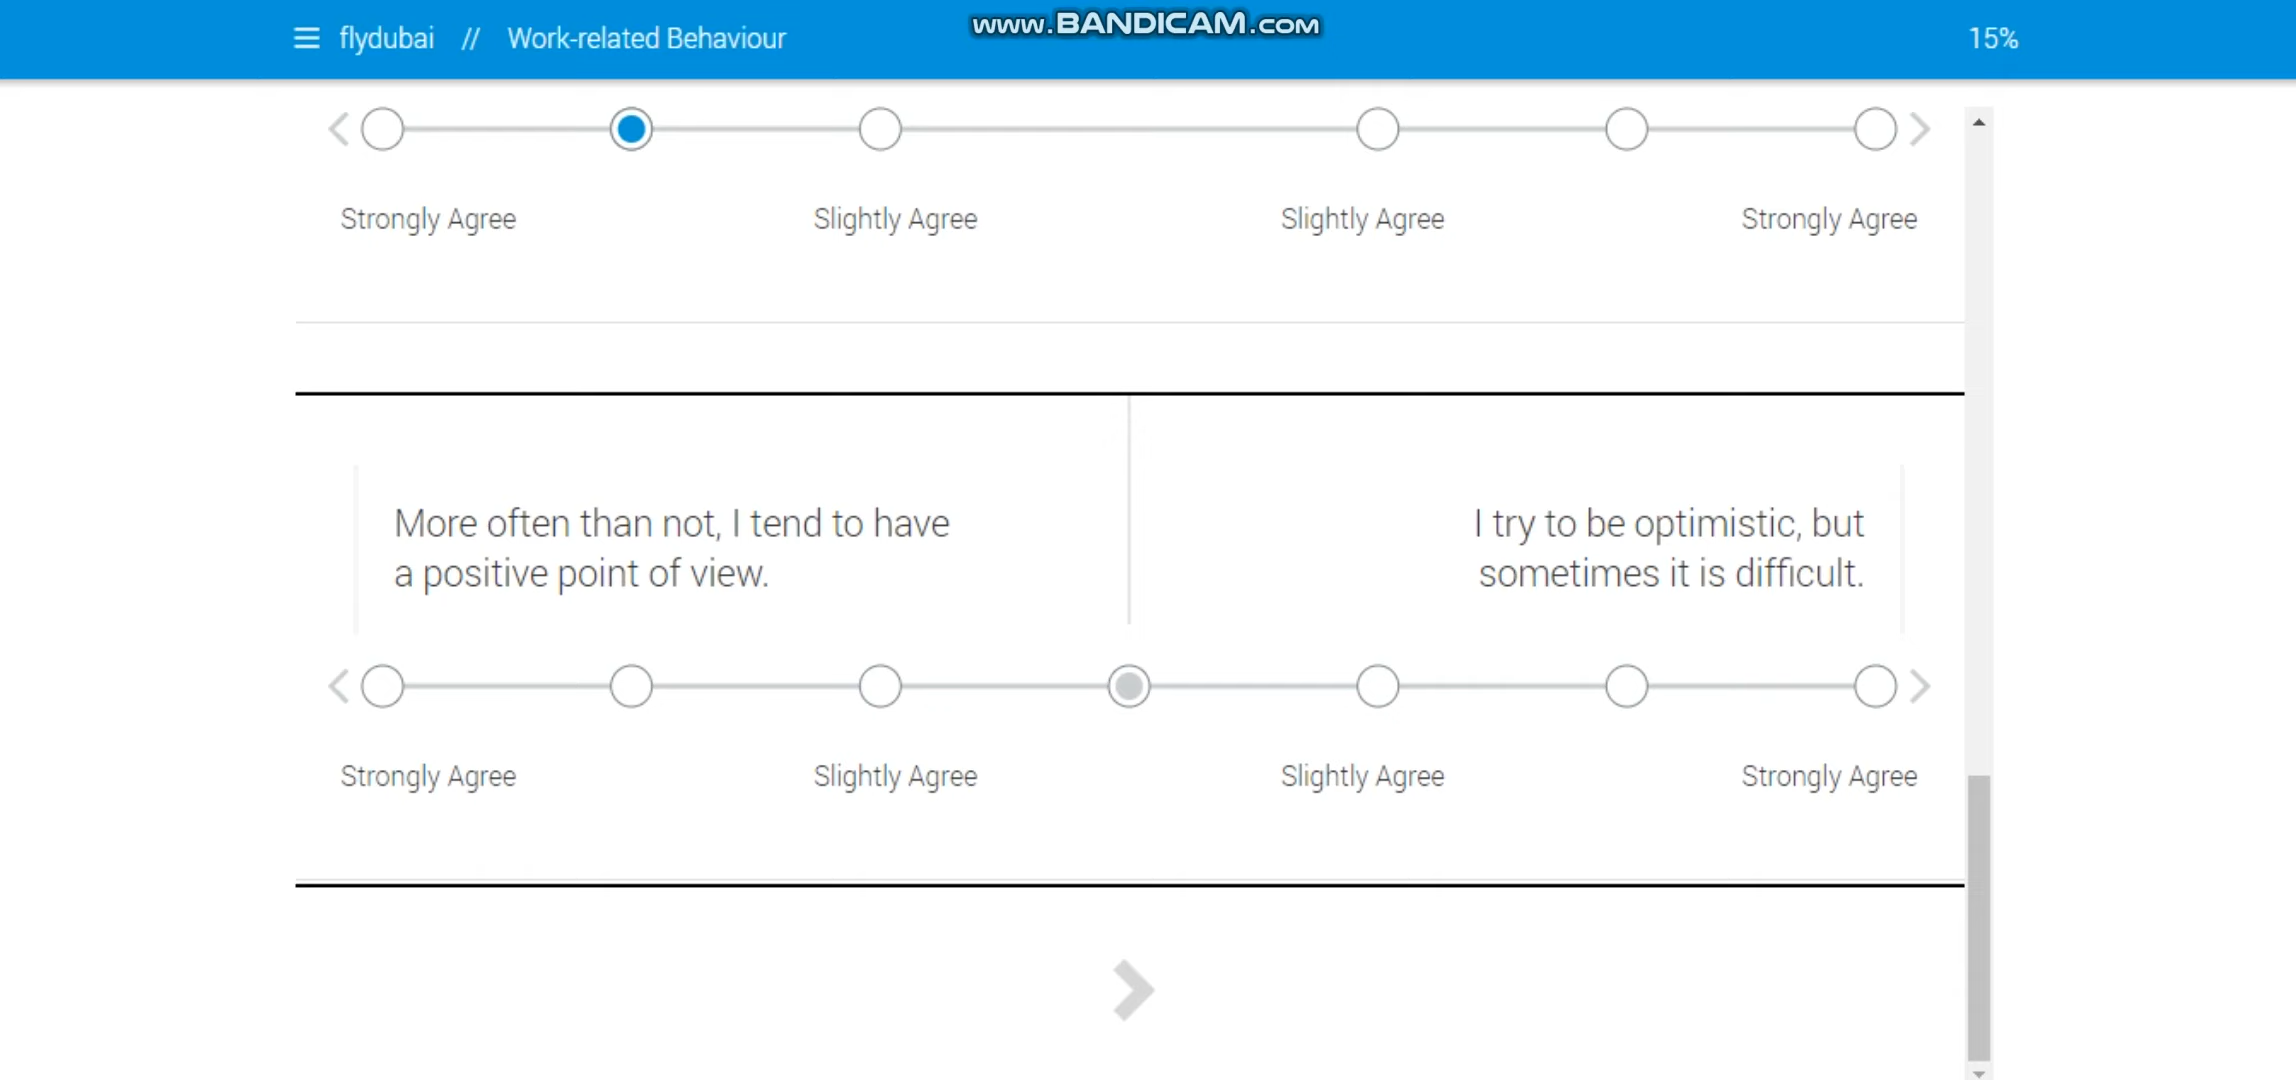 flydubai // Work-related Behaviour
www.BANDICAM.com
15%
Strongly Agree
Slightly Agree
Slightly Agree
Strongly Agree
More often than not, I tend to have
a positive point of view.
I try to be optimistic, but
sometimes it is difficult.
Strongly Agree
Slightly Agree
Slightly Agree
Strongly Agree